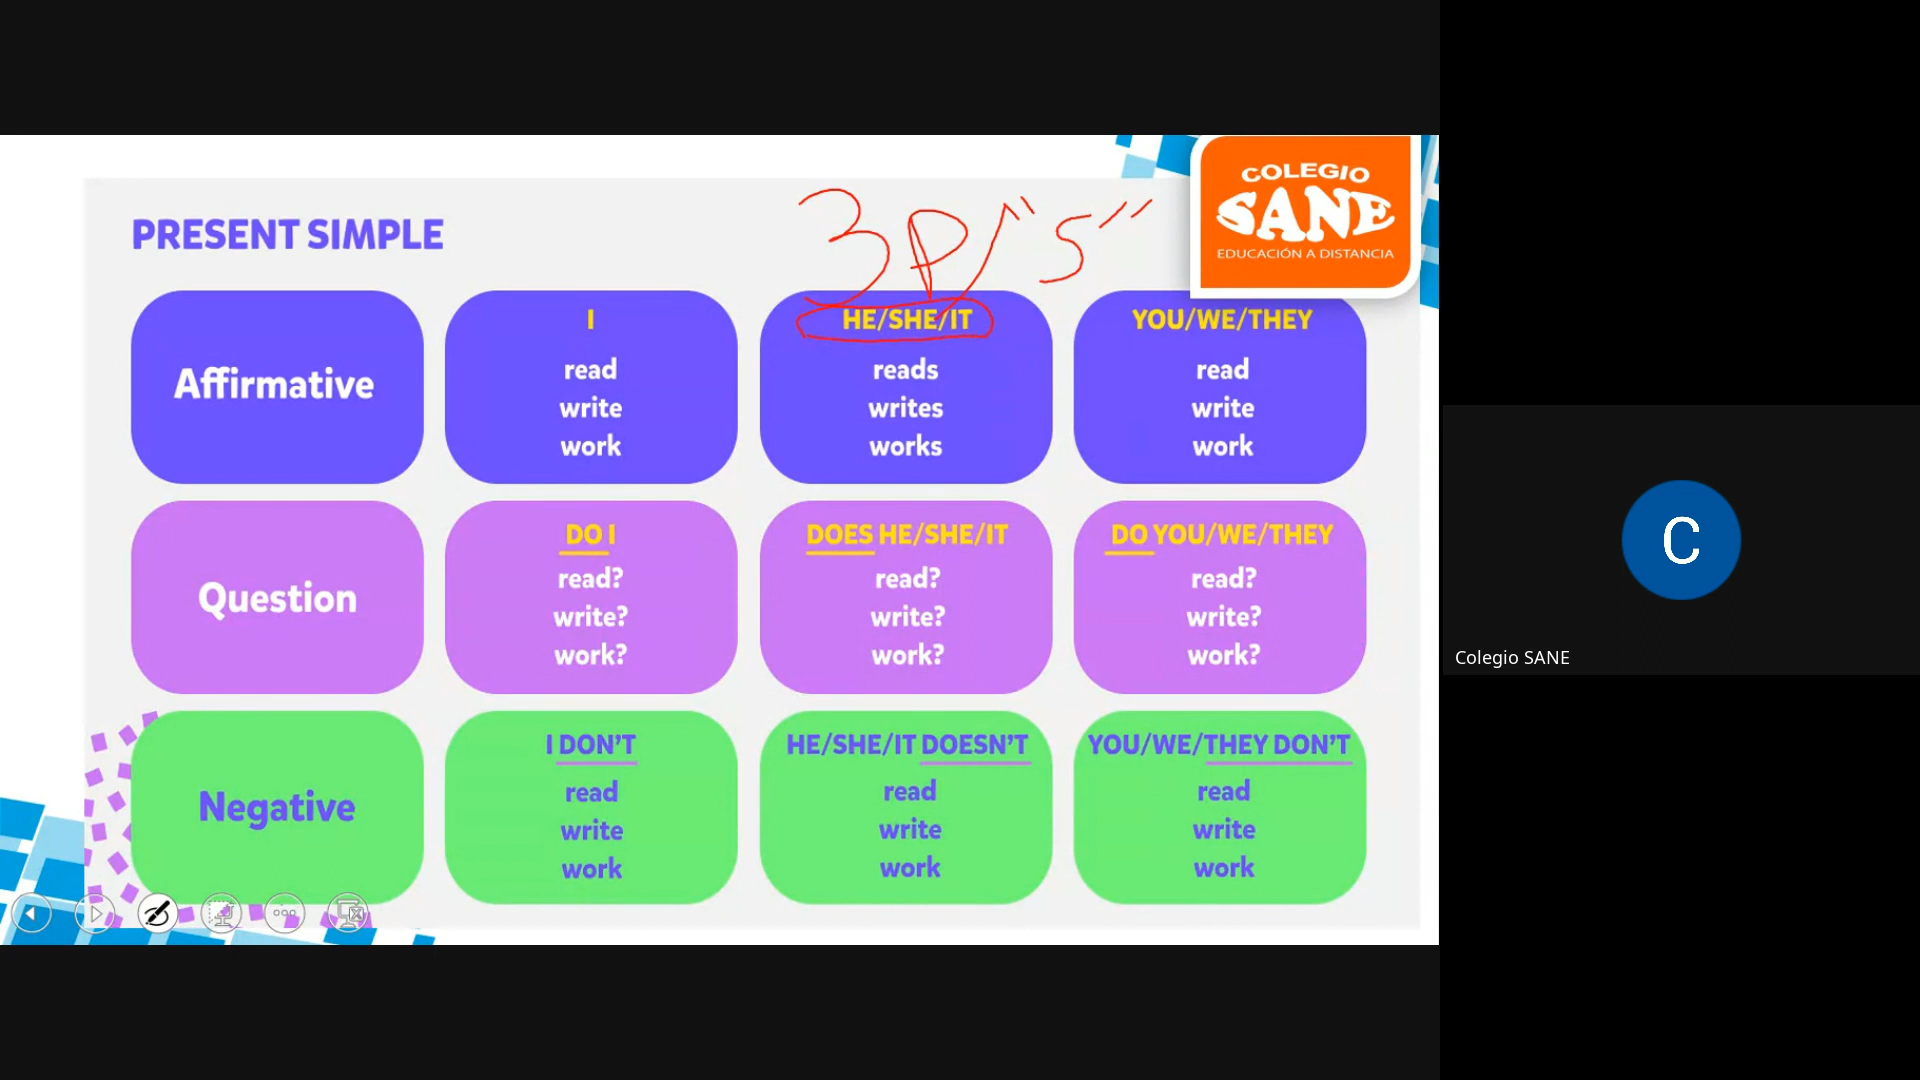 COLEGIO
SANE
EDUCACIÓN A DISTANCIA
PRESENT SIMPLE
3P/"S"
Affirmative
I
read
write
work
HE/SHE/IT
reads
writes
works
YOU/WE/THEY
read
write
work
Question
DO I
read?
write?
work?
DOES HE/SHE/IT
read?
write?
work?
DO YOU/WE/THEY
read?
write?
work?
Negative
I DON'T
read
write
work
HE/SHE/IT DOESN'T
read
write
work
YOU/WE/THEY DON'T
read
write
work
C
Colegio SANE